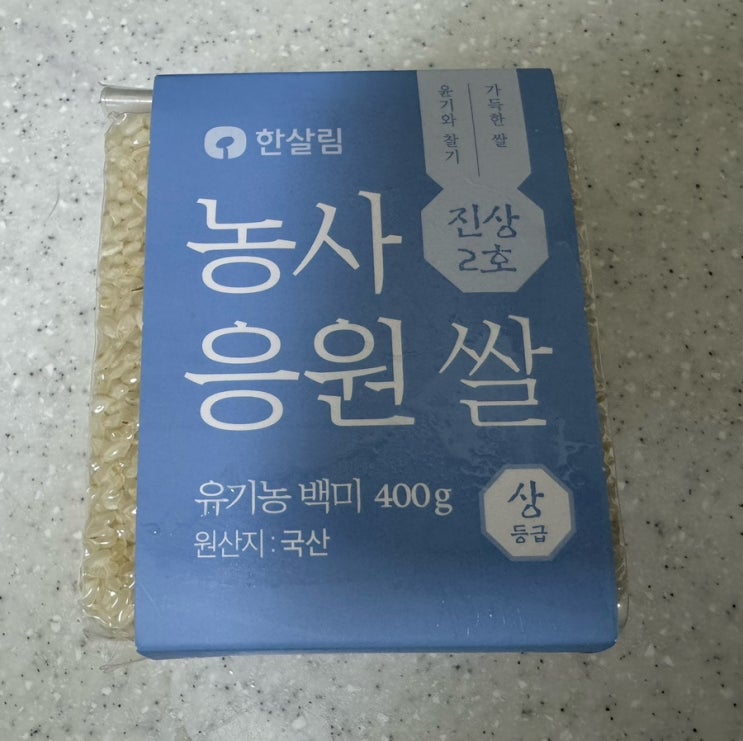 한살림
윤기와 찰기
가득한 쌀
진상
2호
농사
응원 쌀
유기농 백미 400g
원산지 : 국산
상
등급